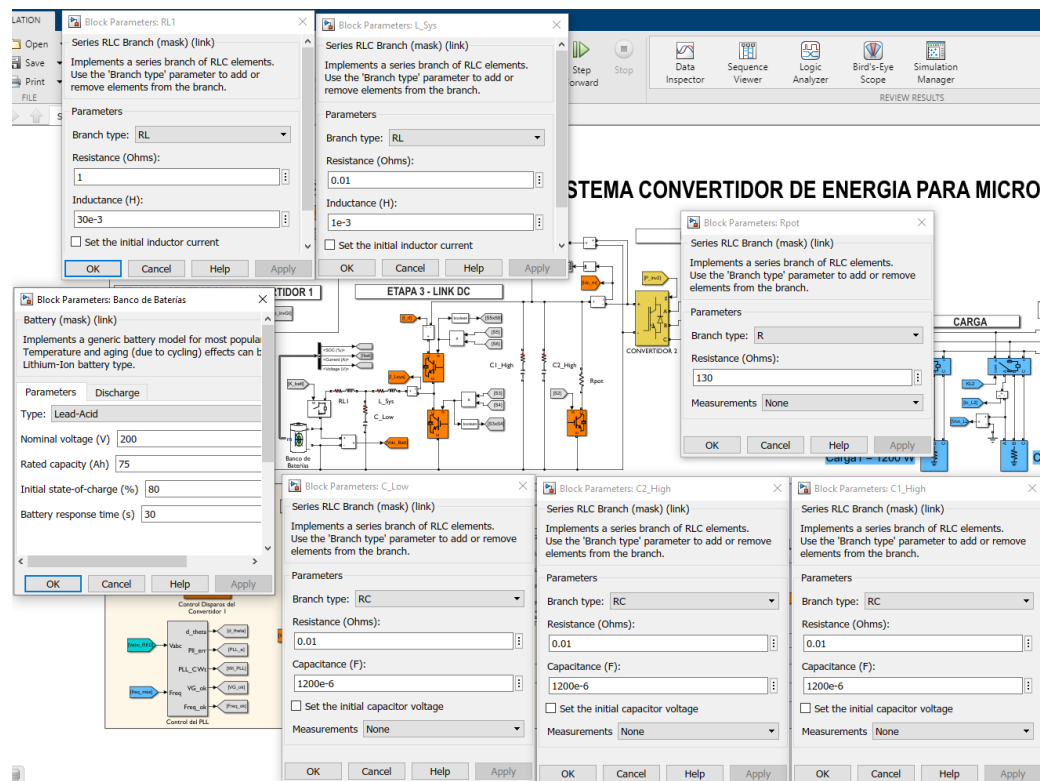 LATION
Open
Save
Print
FILE
Step
Forward
Stop
Data
Inspector
Sequence
Viewer
Logic
Analyzer
Bird's-Eye
Scope
Simulation
Manager
REVIEW RESULTS
STEMA CONVERTIDOR DE ENERGIA PARA MICRO
Block Parameters: RL1
Series RLC Branch (mask) (link)
Implements a series branch of RLC elements.
Use the 'Branch type' parameter to add or
remove elements from the branch.
Parameters
Branch type: RL
Resistance (Ohms):
1
Inductance (H):
30e-3
Set the initial inductor current
OK Cancel Help Apply
Block Parameters: L_Sys
Series RLC Branch (mask) (link)
Implements a series branch of RLC elements.
Use the 'Branch type' parameter to add or
remove elements from the branch.
Parameters
Branch type: RL
Resistance (Ohms):
0.01
Inductance (H):
1e-3
Set the initial inductor current
OK Cancel Help Apply
Block Parameters: Rpot
Series RLC Branch (mask) (link)
Implements a series branch of RLC elements.
Use the 'Branch type' parameter to add or remove
elements from the branch.
Parameters
Branch type: R
Resistance (Ohms):
130
Measurements None
OK Cancel Help Apply
Block Parameters: Banco de Baterías
Battery (mask) (link)
Implements a generic battery model for most popula
Temperature and aging (due to cycling) effects can b
Lithium-Ion battery type.
Parameters Discharge
Type: Lead-Acid
Nominal voltage (V) 200
Rated capacity (Ah) 75
Initial state-of-charge (%) 80
Battery response time (s) 30
OK Cancel Help Apply
TIDOR 1
ETAPA 3 - LINK DC
CARGA
CONVERTIDOR 2
C1_High
C2_High
Rpot
RL1
L_Sys
C_Low
Banco de
Baterías
Carga1 = 1200 W
Block Parameters: C_Low
Series RLC Branch (mask) (link)
Implements a series branch of RLC elements.
Use the 'Branch type' parameter to add or remove
elements from the branch.
Parameters
Branch type: RC
Resistance (Ohms):
0.01
Capacitance (F):
1200e-6
Set the initial capacitor voltage
Measurements None
OK Cancel Help Apply
Block Parameters: C2_High
Series RLC Branch (mask) (link)
Implements a series branch of RLC elements.
Use the 'Branch type' parameter to add or remove
elements from the branch.
Parameters
Branch type: RC
Resistance (Ohms):
0.01
Capacitance (F):
1200e-6
Set the initial capacitor voltage
Measurements None
OK Cancel Help Apply
Block Parameters: C1_High
Series RLC Branch (mask) (link)
Implements a series branch of RLC elements.
Use the 'Branch type' parameter to add or remove
elements from the branch.
Parameters
Branch type: RC
Resistance (Ohms):
0.01
Capacitance (F):
1200e-6
Set the initial capacitor voltage
Measurements None
OK Cancel Help Apply
Control Disparos del
Convertidor 1
d_theta
Vabc
Pll_err
PLL_CWt
VG_ok
Freq
Freq_ok
Control del PLL